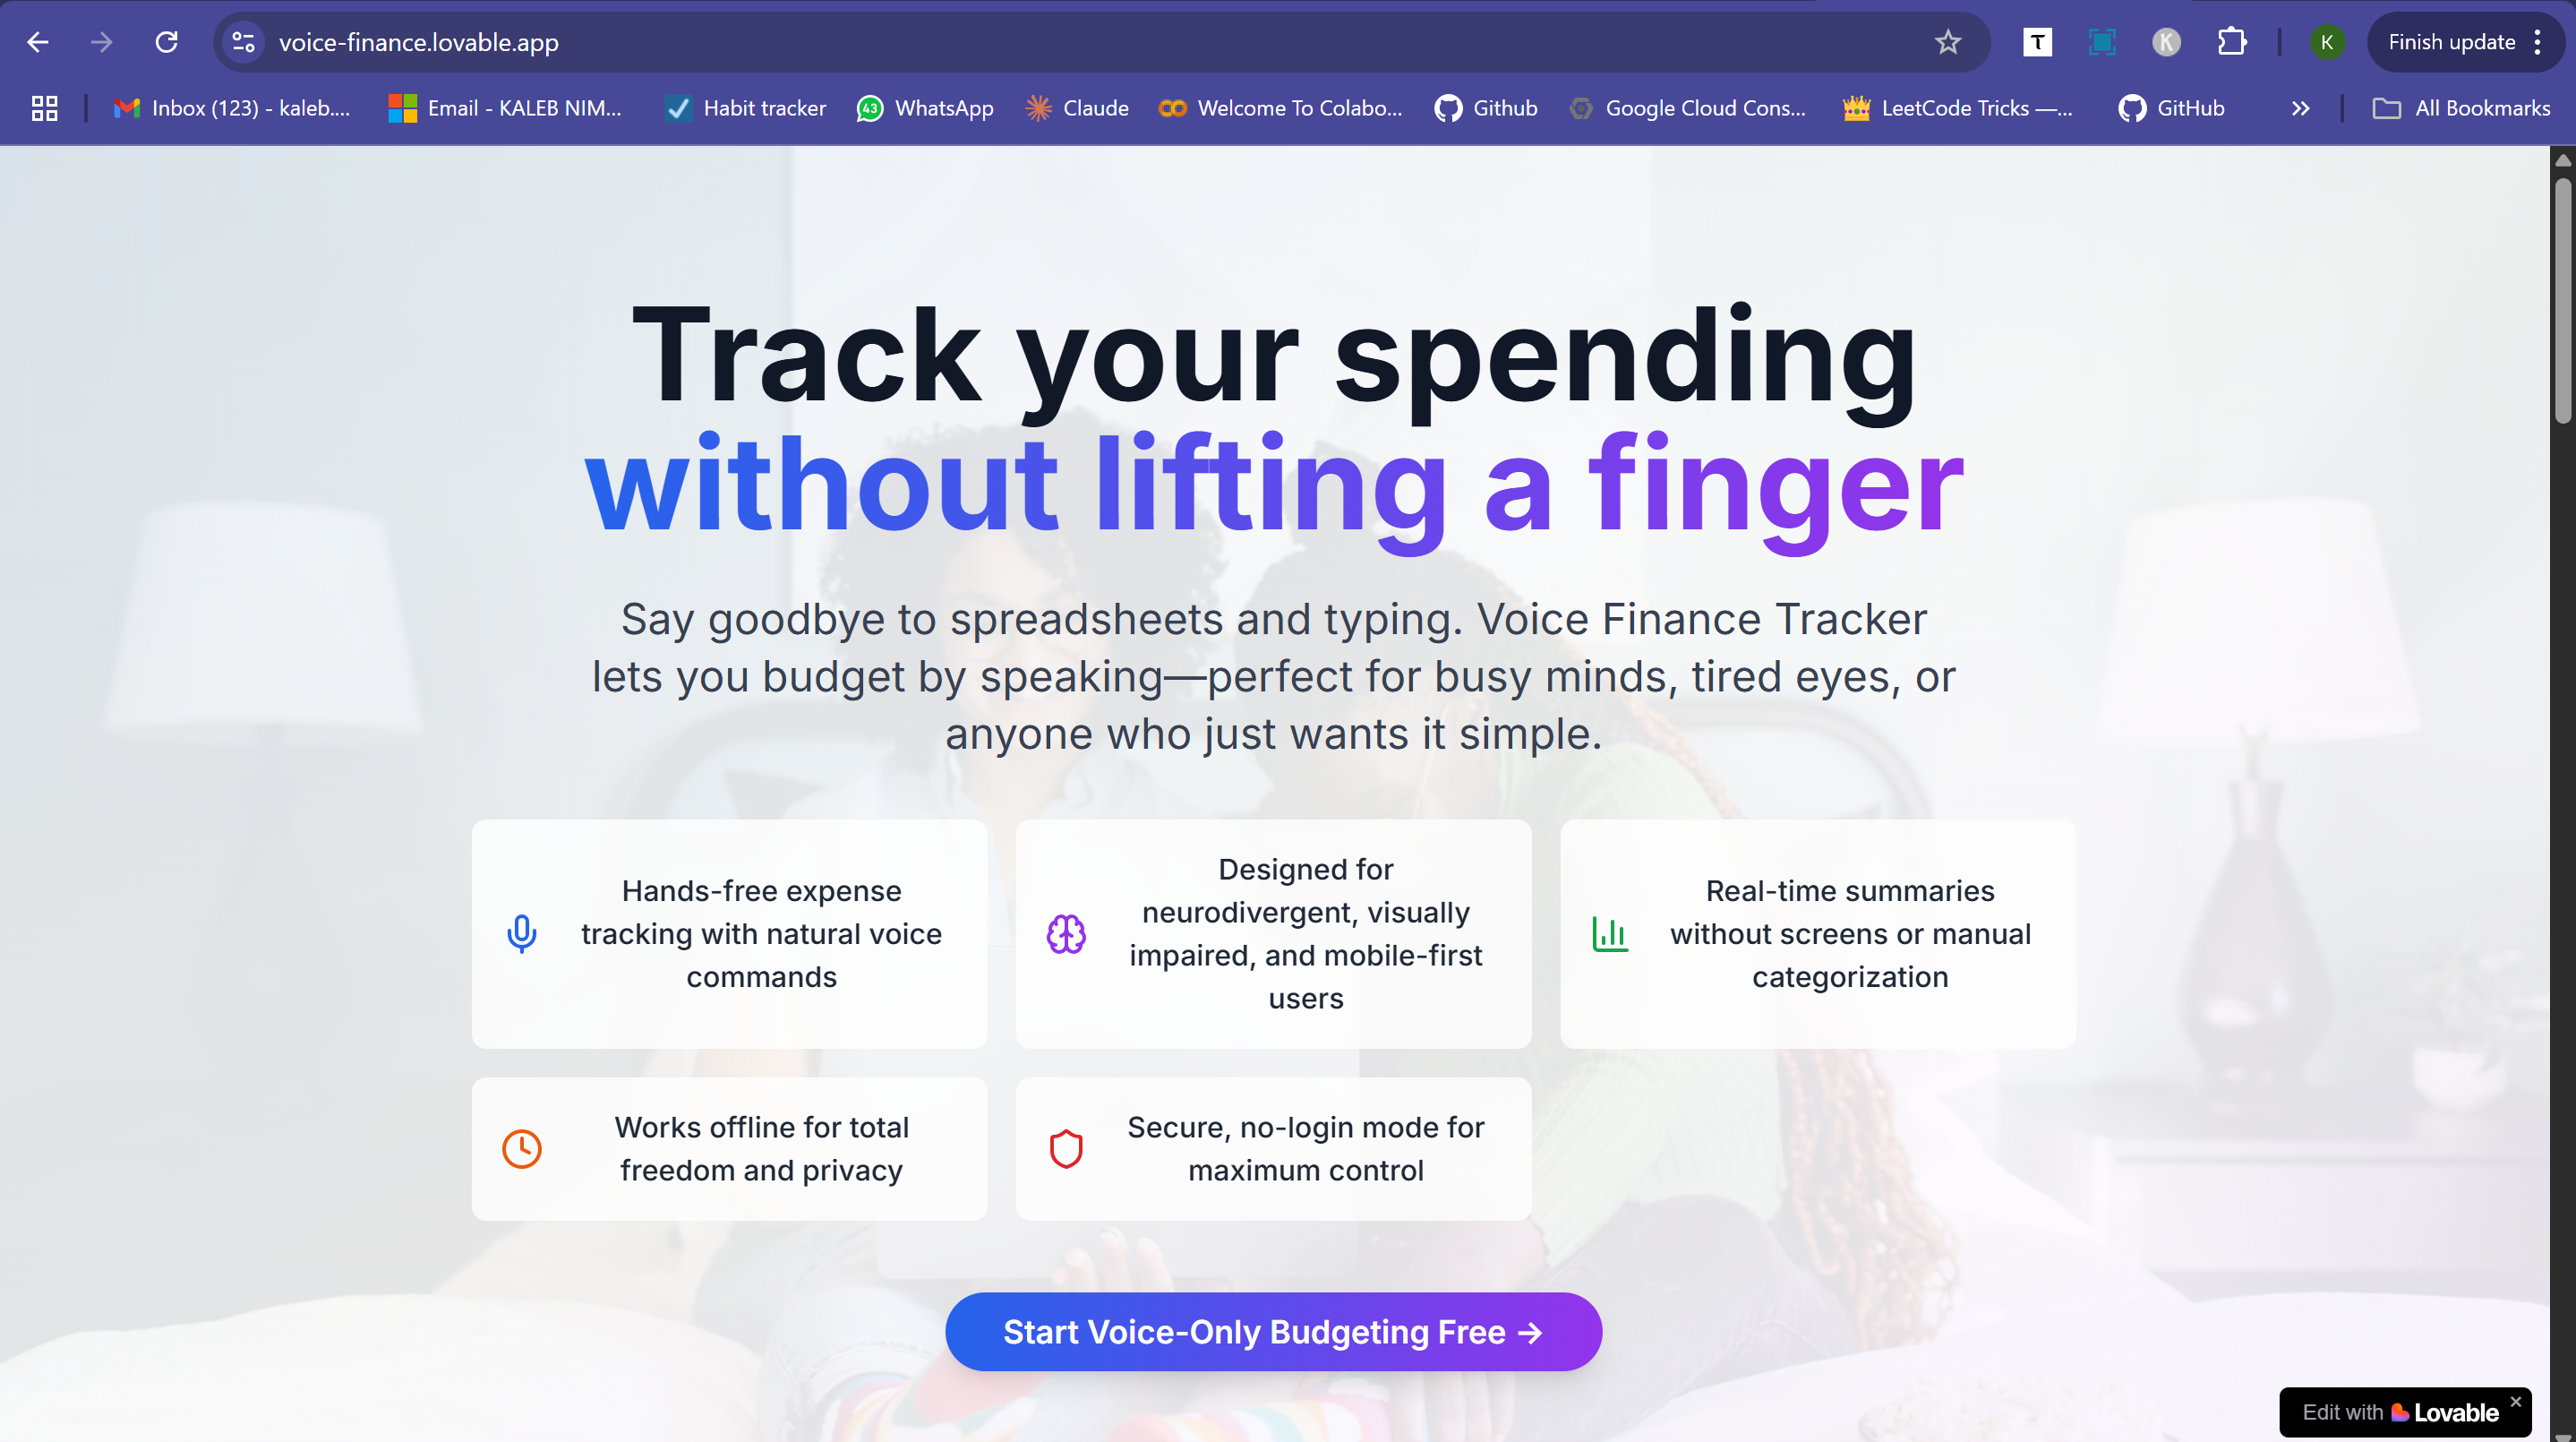 voice-finance.lovable.app
T
K
K
Finish update
Inbox (123) - kaleb....
Email - KALEB NIM...
Habit tracker
43
WhatsApp
Claude
Welcome To Colabo...
Github
Google Cloud Cons...
LeetCode Tricks —...
GitHub
All Bookmarks
Track your spending
without lifting a finger
Say goodbye to spreadsheets and typing. Voice Finance Tracker
lets you budget by speaking—perfect for busy minds, tired eyes, or
anyone who just wants it simple.
Hands-free expense
tracking with natural voice
commands
Designed for
neurodivergent, visually
impaired, and mobile-first
users
Real-time summaries
without screens or manual
categorization
Works offline for total
freedom and privacy
Secure, no-login mode for
maximum control
Start Voice-Only Budgeting Free →
Edit with Lovable